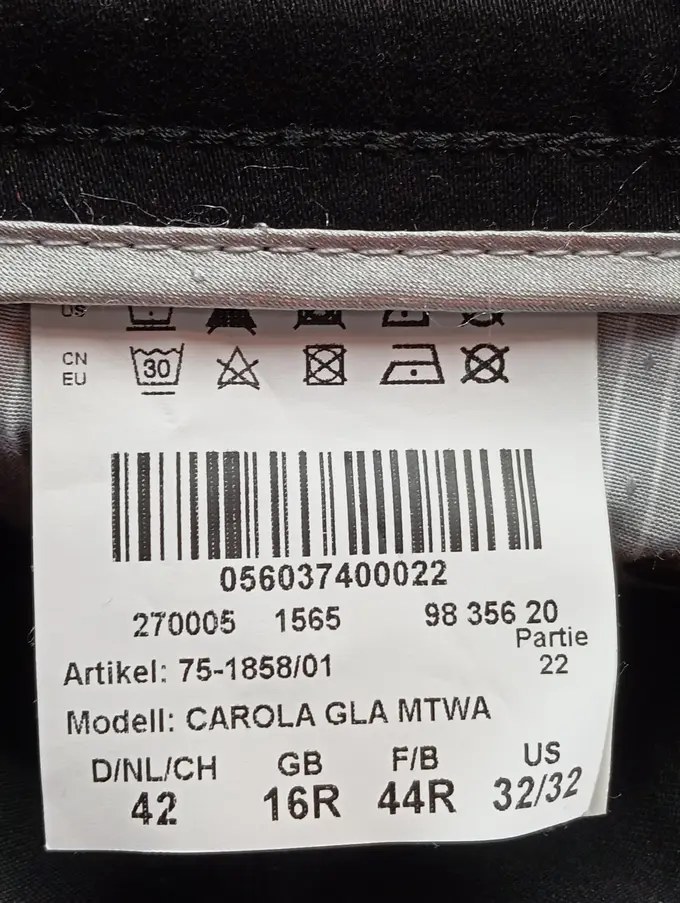 US
CN
EU
30
056037400022
270005 1565 98 356 20
Partie
22
Artikel: 75-1858/01
Modell: CAROLA GLA MTWA
D/NL/CH GB F/B US
42 16R 44R 32/32